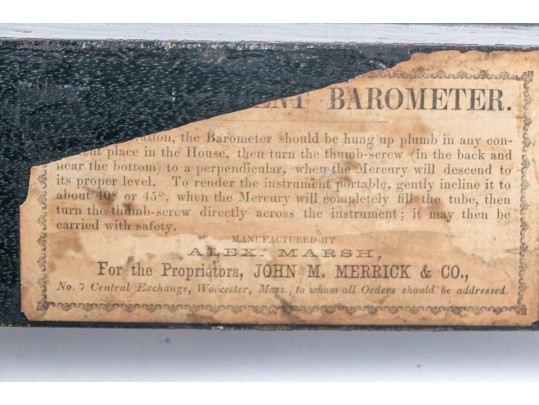 ENT BAROMETER.
ation, the Barometer should be hung up plumb in any con-
ent place in the House, then turn the thumb-screw (in the back and
near the bottom) to a perpendicular, when the Mercury will descend to
its proper level. To render the instrument portable, gently incline it to
about 40° or 45°, when the Mercury will completely fill the tube, then
turn the thumb-screw directly across the instrument; it may then be
carried with safety.
MANUFACTURED BY
ALEX. MARSH,
For the Proprietors, JOHN M. MERRICK & CO.,
No. 7 Central Exchange, Worcester, Mass., to whom all Orders should be addressed.